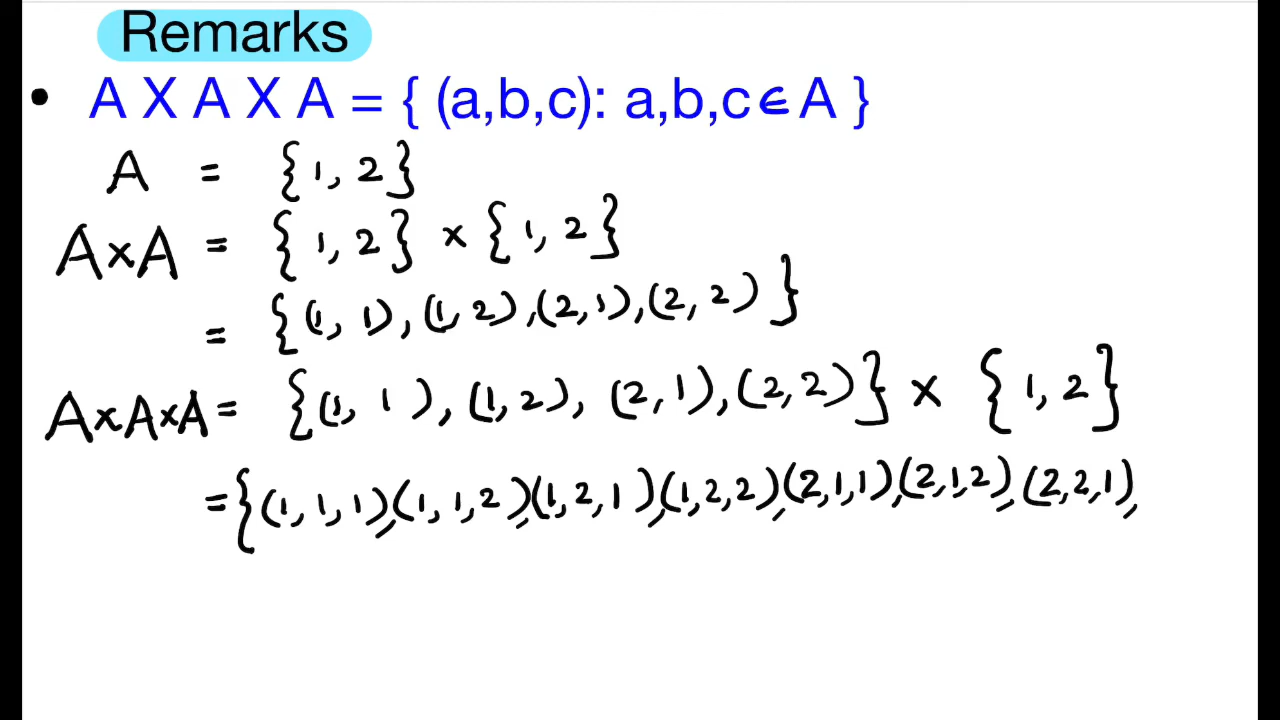 Remarks
• A X A X A = { (a,b,c): a,b,c ∈ A }
A = {1, 2}
A×A = {1, 2} × {1, 2}
= {(1, 1), (1, 2), (2, 1), (2, 2)}
A×A×A = {(1, 1), (1, 2), (2, 1), (2, 2)} × {1, 2}
= {(1, 1, 1), (1, 1, 2), (1, 2, 1), (1, 2, 2), (2, 1, 1), (2, 1, 2), (2, 2, 1),